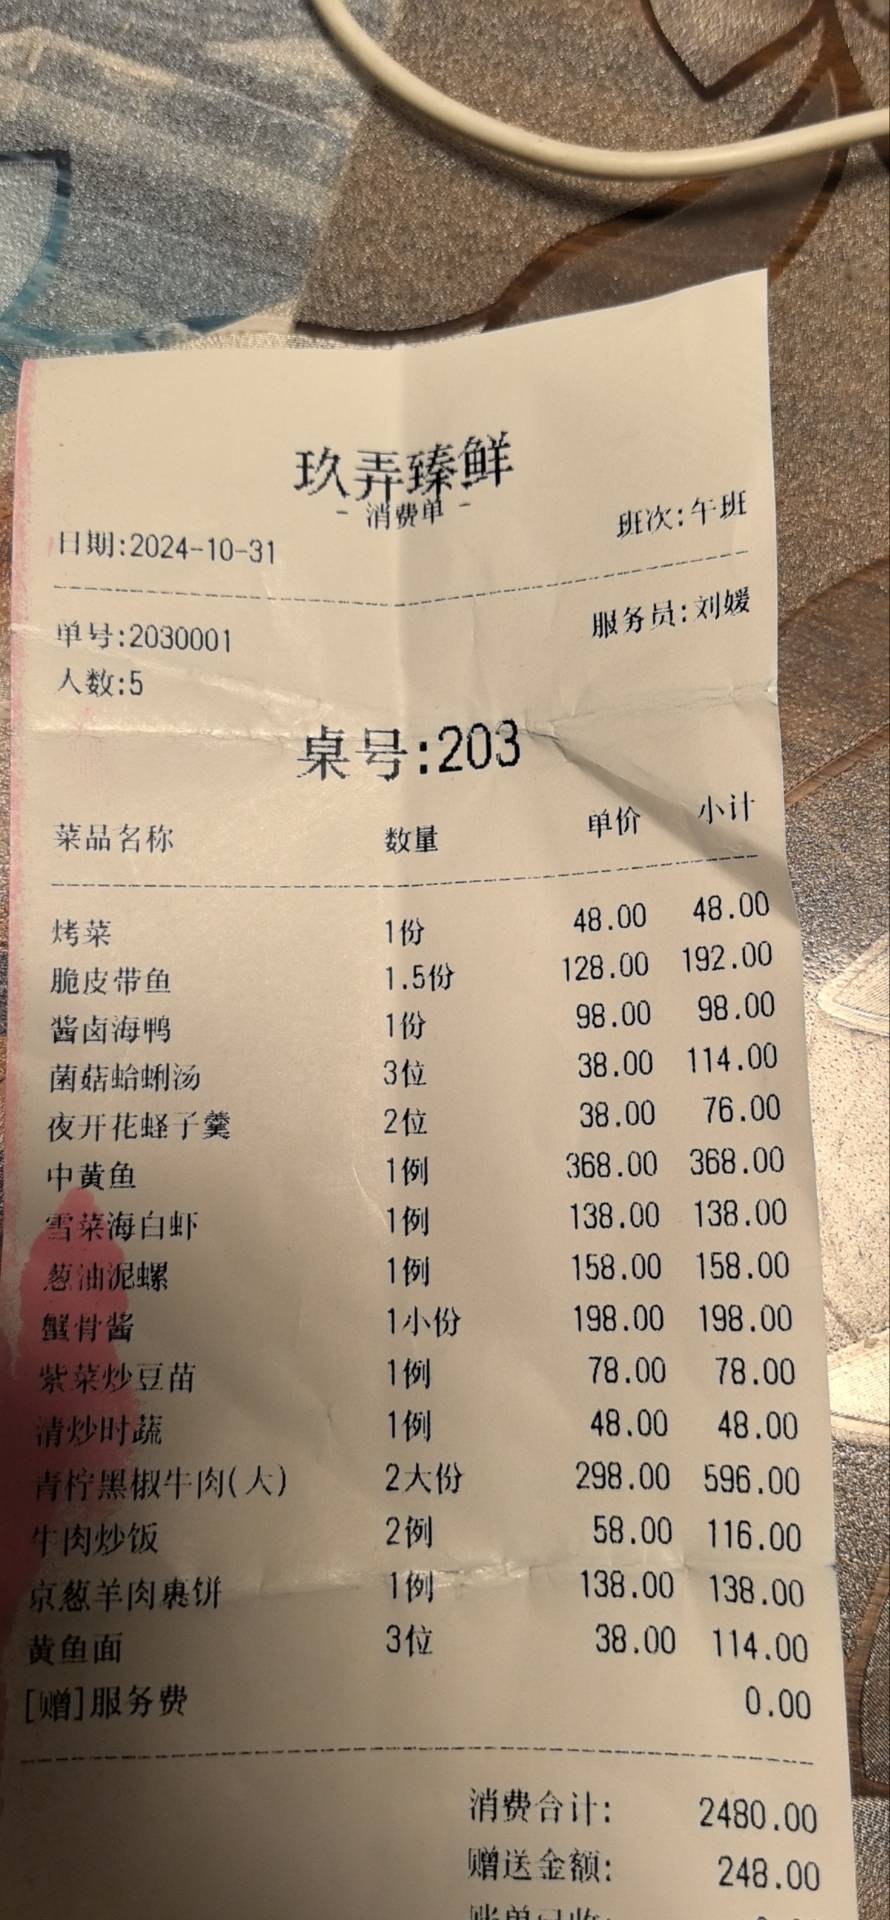 玖弄臻鲜
- 消费单 -
日期:2024-10-31 班次:午班
单号:2030001 服务员:刘媛
人数:5
桌号:203
菜品名称 数量 单价 小计
烤菜 1份 48.00 48.00
脆皮带鱼 1.5份 128.00 192.00
酱卤海鸭 1份 98.00 98.00
菌菇蛤蜊汤 3位 38.00 114.00
夜开花蛏子羹 2位 38.00 76.00
中黄鱼 1例 368.00 368.00
雪菜海白虾 1例 138.00 138.00
葱油泥螺 1例 158.00 158.00
蟹骨酱 1小份 198.00 198.00
紫菜炒豆苗 1例 78.00 78.00
清炒时蔬 1例 48.00 48.00
青柠黑椒牛肉(大) 2大份 298.00 596.00
牛肉炒饭 2例 58.00 116.00
京葱羊肉裹饼 1例 138.00 138.00
黄鱼面 3位 38.00 114.00
[赠]服务费 0.00
消费合计: 2480.00
赠送金额: 248.00